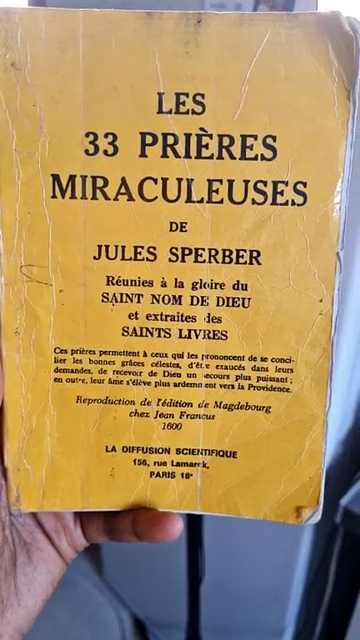 LES
33 PRIÈRES
MIRACULEUSES
DE
JULES SPERBER
Réunies à la gloire du
SAINT NOM DE DIEU
et extraites des
SAINTS LIVRES
Ces prières permettent à ceux qui les prononcent de se conci-
lier les bonnes grâces célestes, d'être exaucés dans leurs
demandes, de recevoir de Dieu un secours plus puissant ;
en outre, leur âme s'élève plus ardemment vers la Providence.
Reproduction de l'édition de Magdebourg
chez Jean Francus
1600
LA DIFFUSION SCIENTIFIQUE
156, rue Lamarck,
PARIS 18ᵉ